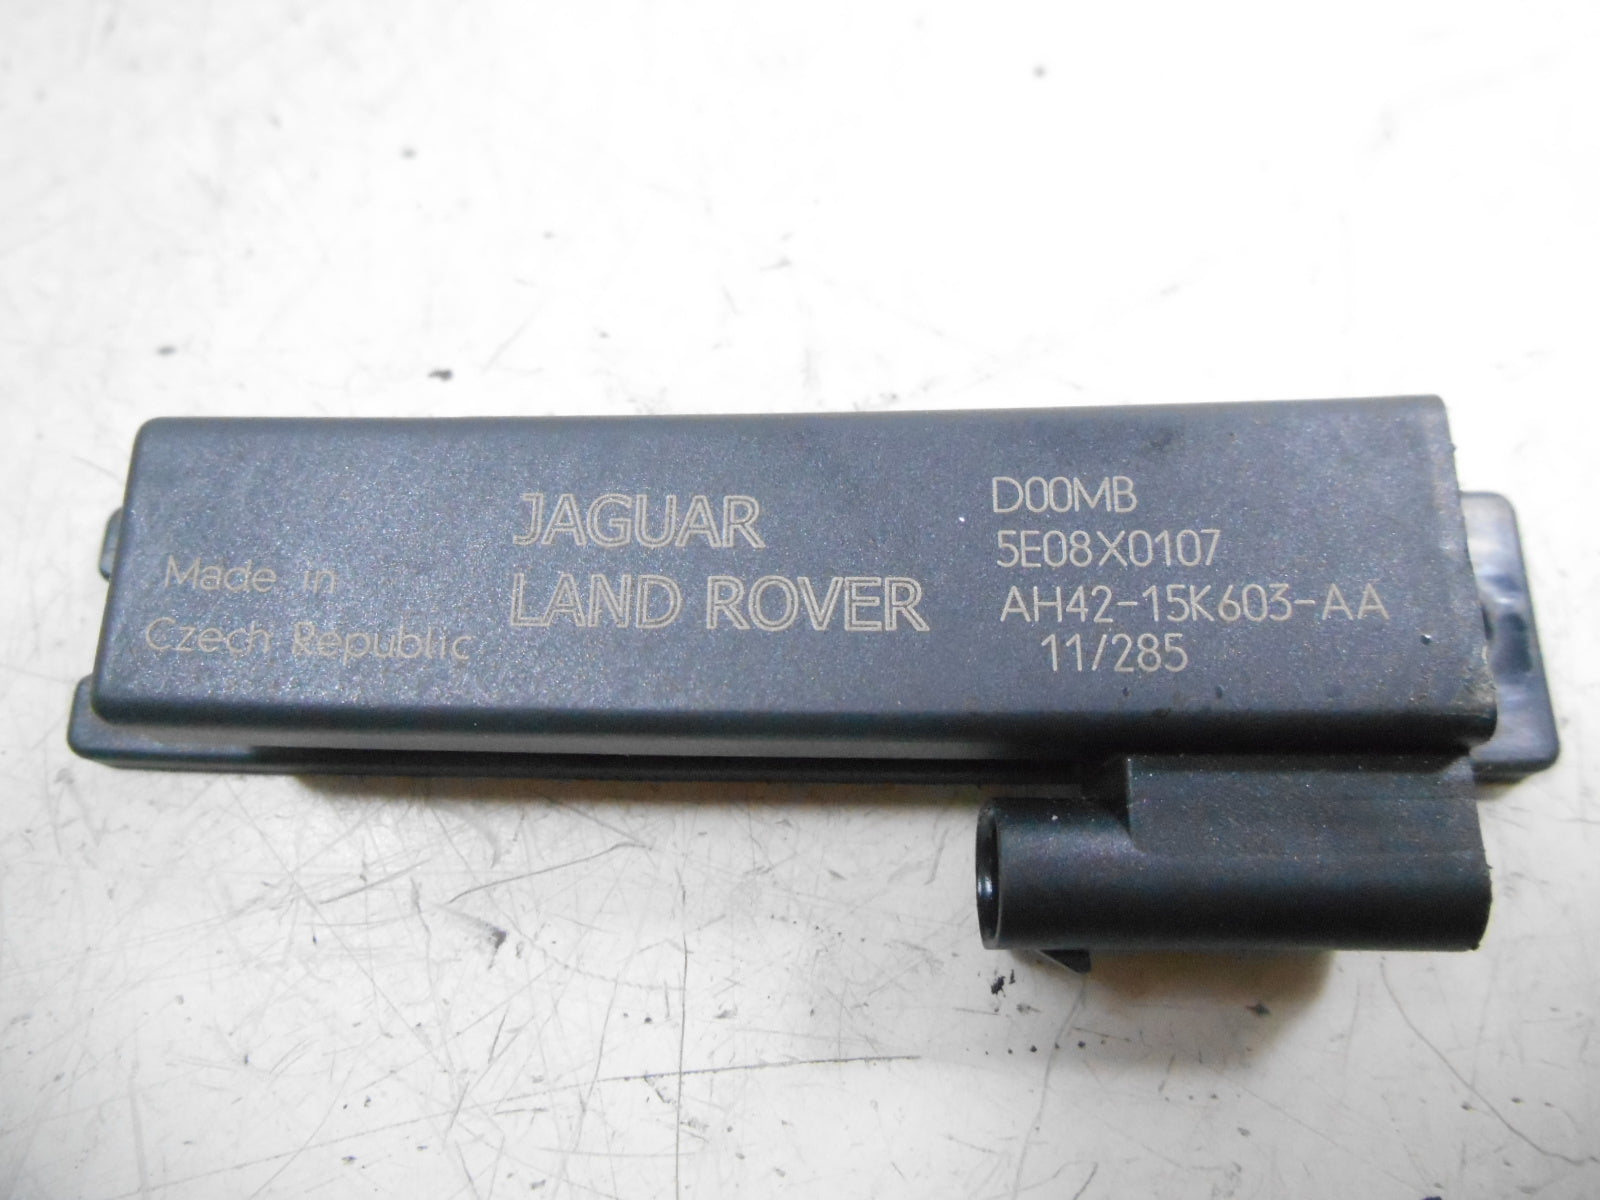 Made in
Czech Republic
JAGUAR
LAND ROVER
D00MB
5E08X0107
AH42-15K603-AA
11/285